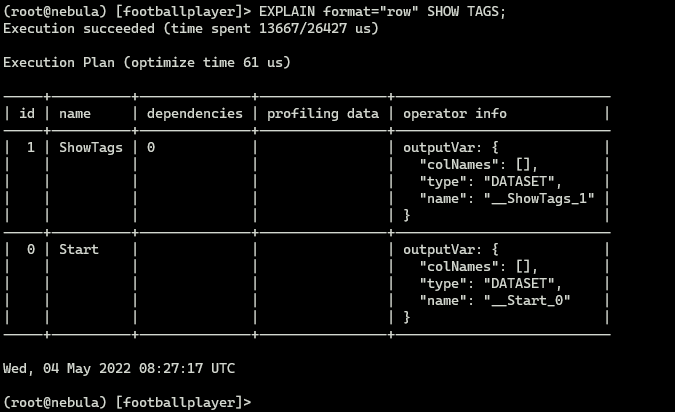 (root@nebula) [footballplayer]> EXPLAIN format="row" SHOW TAGS;
Execution succeeded (time spent 13667/26427 us)

Execution Plan (optimize time 61 us)

-----+----------+--------------+----------------+--------------------------
| id | name     | dependencies | profiling data | operator info            |
-----+----------+--------------+----------------+--------------------------
|  1 | ShowTags | 0            |                | outputVar: {             |
|    |          |              |                |   "colNames": [],        |
|    |          |              |                |   "type": "DATASET",     |
|    |          |              |                |   "name": "__ShowTags_1" |
|    |          |              |                | }                        |
-----+----------+--------------+----------------+--------------------------
|  0 | Start    |              |                | outputVar: {             |
|    |          |              |                |   "colNames": [],        |
|    |          |              |                |   "type": "DATASET",     |
|    |          |              |                |   "name": "__Start_0"    |
|    |          |              |                | }                        |
-----+----------+--------------+----------------+--------------------------

Wed, 04 May 2022 08:27:17 UTC

(root@nebula) [footballplayer]>